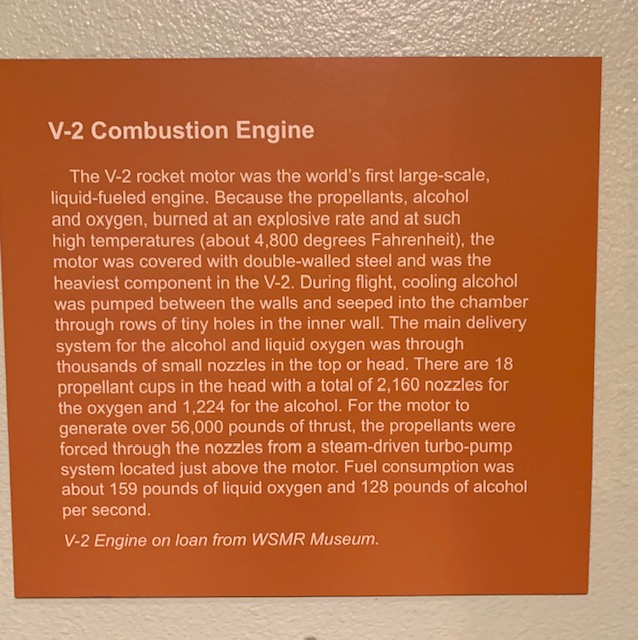 V-2 Combustion Engine
The V-2 rocket motor was the world's first large-scale,
liquid-fueled engine. Because the propellants, alcohol
and oxygen, burned at an explosive rate and at such
high temperatures (about 4,800 degrees Fahrenheit), the
motor was covered with double-walled steel and was the
heaviest component in the V-2. During flight, cooling alcohol
was pumped between the walls and seeped into the chamber
through rows of tiny holes in the inner wall. The main delivery
system for the alcohol and liquid oxygen was through
thousands of small nozzles in the top or head. There are 18
propellant cups in the head with a total of 2,160 nozzles for
the oxygen and 1,224 for the alcohol. For the motor to
generate over 56,000 pounds of thrust, the propellants were
forced through the nozzles from a steam-driven turbo-pump
system located just above the motor. Fuel consumption was
about 159 pounds of liquid oxygen and 128 pounds of alcohol
per second.
V-2 Engine on loan from WSMR Museum.